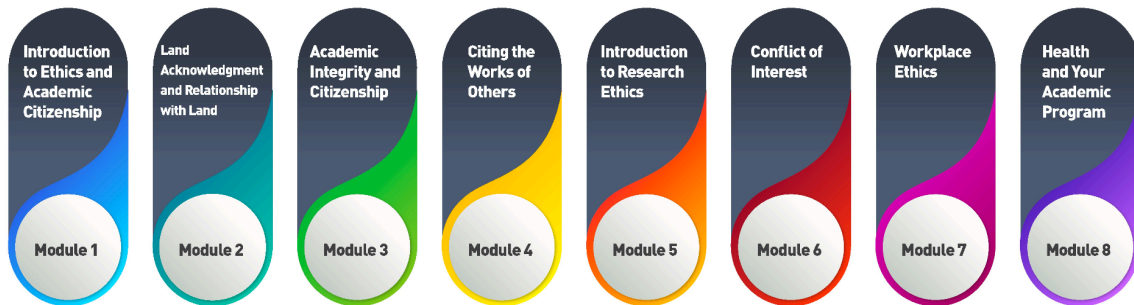 Introduction
to Ethics and
Academic
Citizenship
Module 1
Land
Acknowledgment
and Relationship
with Land
Module 2
Academic
Integrity and
Citizenship
Module 3
Citing the
Works of
Others
Module 4
Introduction
to Research
Ethics
Module 5
Conflict of
Interest
Module 6
Workplace
Ethics
Module 7
Health
and Your
Academic
Program
Module 8